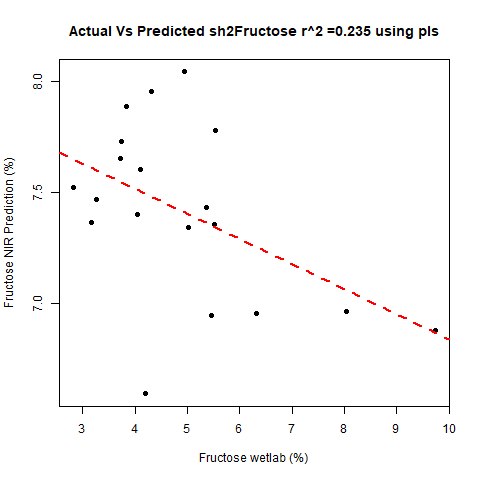 Actual Vs Predicted sh2Fructose r^2 =0.235 using pls
8.0
7.5
7.0
Fructose NIR Prediction (%)
3 4 5 6 7 8 9 10
Fructose wetlab (%)